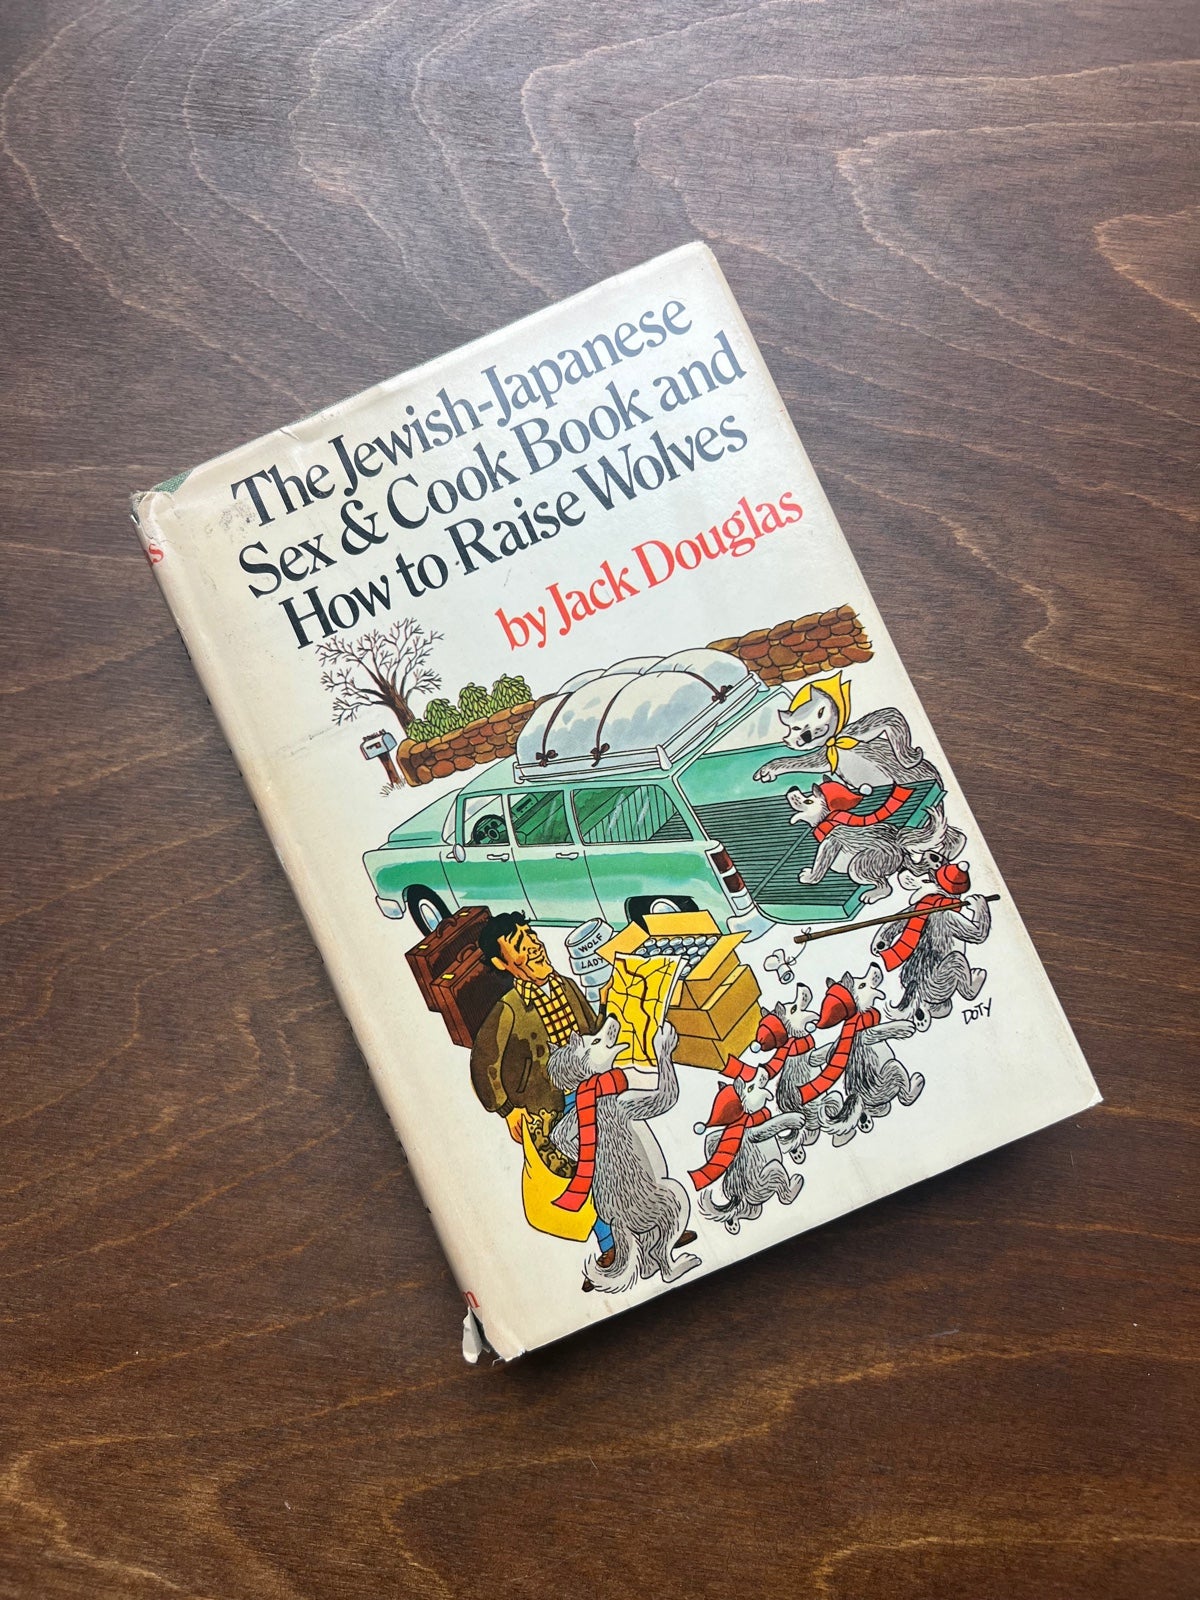 The Jewish-Japanese
Sex & Cook Book and
How to Raise Wolves
by Jack Douglas
WOLF
LADY
DOTY
s
n